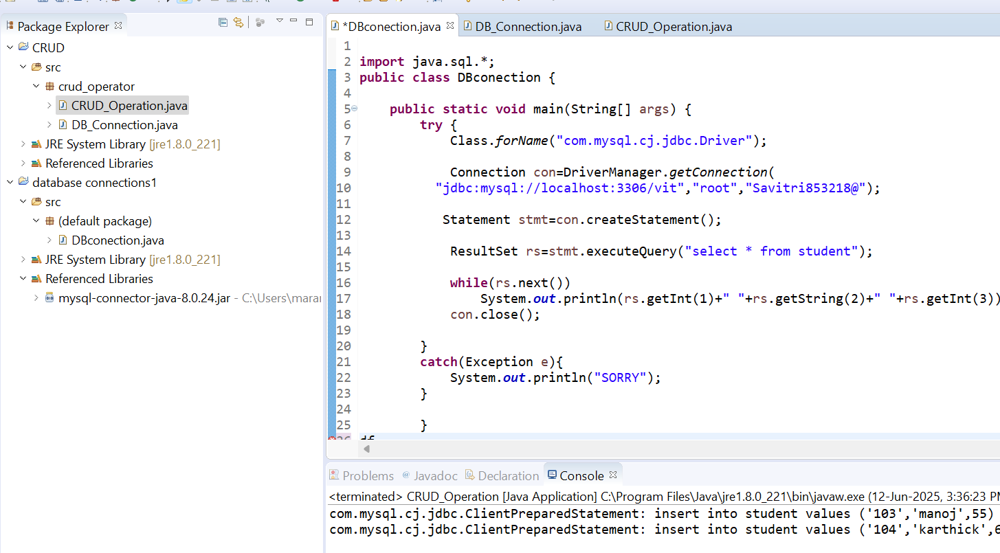 Package Explorer
CRUD
src
crud_operator
CRUD_Operation.java
DB_Connection.java
JRE System Library [jre1.8.0_221]
Referenced Libraries
database connections1
src
(default package)
DBconection.java
JRE System Library [jre1.8.0_221]
Referenced Libraries
mysql-connector-java-8.0.24.jar - C:\Users\mara
*DBconection.java DB_Connection.java CRUD_Operation.java
1
2 import java.sql.*;
3 public class DBconection {
4
5 public static void main(String[] args) {
6 try {
7 Class.forName("com.mysql.cj.jdbc.Driver");
8
9 Connection con=DriverManager.getConnection(
10 "jdbc:mysql://localhost:3306/vit","root","Savitri853218@");
11
12 Statement stmt=con.createStatement();
13
14 ResultSet rs=stmt.executeQuery("select * from student");
15
16 while(rs.next())
17 System.out.println(rs.getInt(1)+" "+rs.getString(2)+" "+rs.getInt(3))
18 con.close();
19
20 }
21 catch(Exception e){
22 System.out.println("SORRY");
23 }
24
25 }
26 df
Problems Javadoc Declaration Console
<terminated> CRUD_Operation [Java Application] C:\Program Files\Java\jre1.8.0_221\bin\javaw.exe (12-Jun-2025, 3:36:23 PM
com.mysql.cj.jdbc.ClientPreparedStatement: insert into student values ('103','manoj',55)
com.mysql.cj.jdbc.ClientPreparedStatement: insert into student values ('104','karthick',6